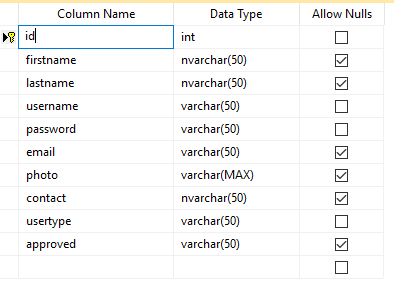 Column Name Data Type Allow Nulls
id int
firstname nvarchar(50)
lastname nvarchar(50)
username varchar(50)
password varchar(50)
email varchar(50)
photo varchar(MAX)
contact nvarchar(50)
usertype varchar(50)
approved varchar(50)